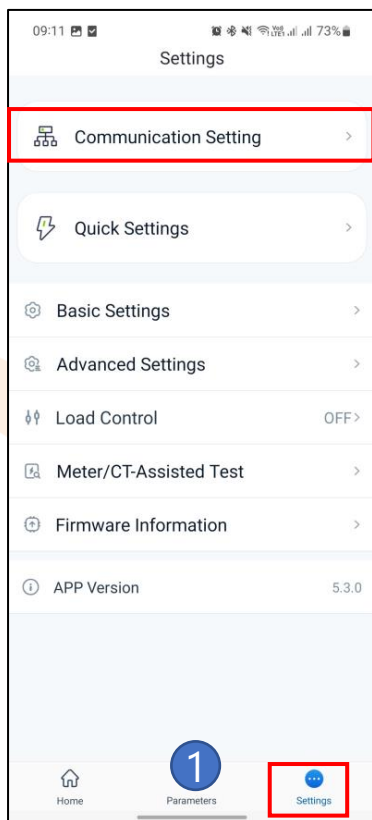 09:11 73%
Settings
Communication Setting
Quick Settings
Basic Settings
Advanced Settings
Load Control OFF
Meter/CT-Assisted Test
Firmware Information
APP Version 5.3.0
1
Home Parameters Settings